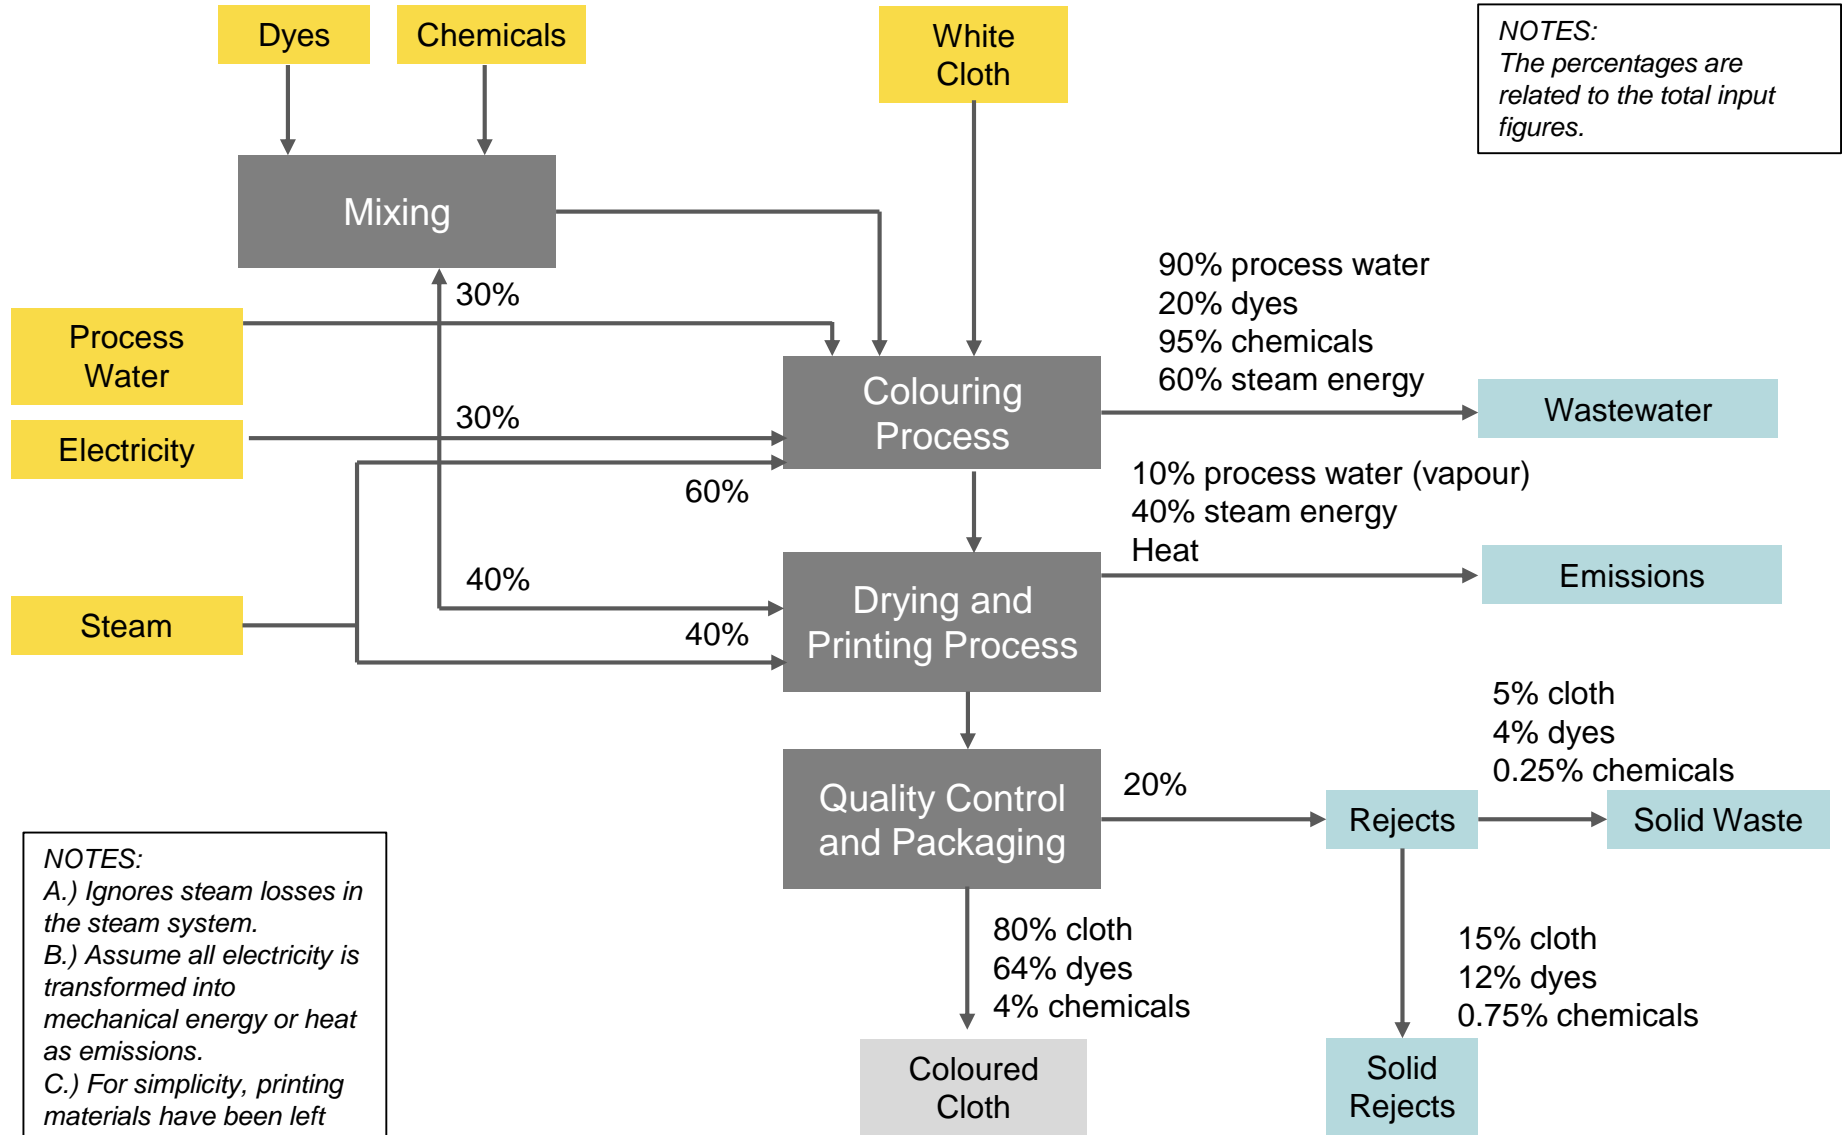 Dyes
Chemicals
White
Cloth
NOTES:
The percentages are
related to the total input
figures.
Mixing
30%
Process
Water
90% process water
20% dyes
95% chemicals
60% steam energy
Colouring
Process
Wastewater
30%
Electricity
60%
10% process water (vapour)
40% steam energy
Heat
Emissions
40%
Drying and
Printing Process
Steam
40%
5% cloth
4% dyes
0.25% chemicals
Quality Control
and Packaging
20%
Rejects
Solid Waste
NOTES:
A.) Ignores steam losses in
the steam system.
B.) Assume all electricity is
transformed into
mechanical energy or heat
as emissions.
C.) For simplicity, printing
materials have been left
80% cloth
64% dyes
4% chemicals
15% cloth
12% dyes
0.75% chemicals
Coloured
Cloth
Solid
Rejects